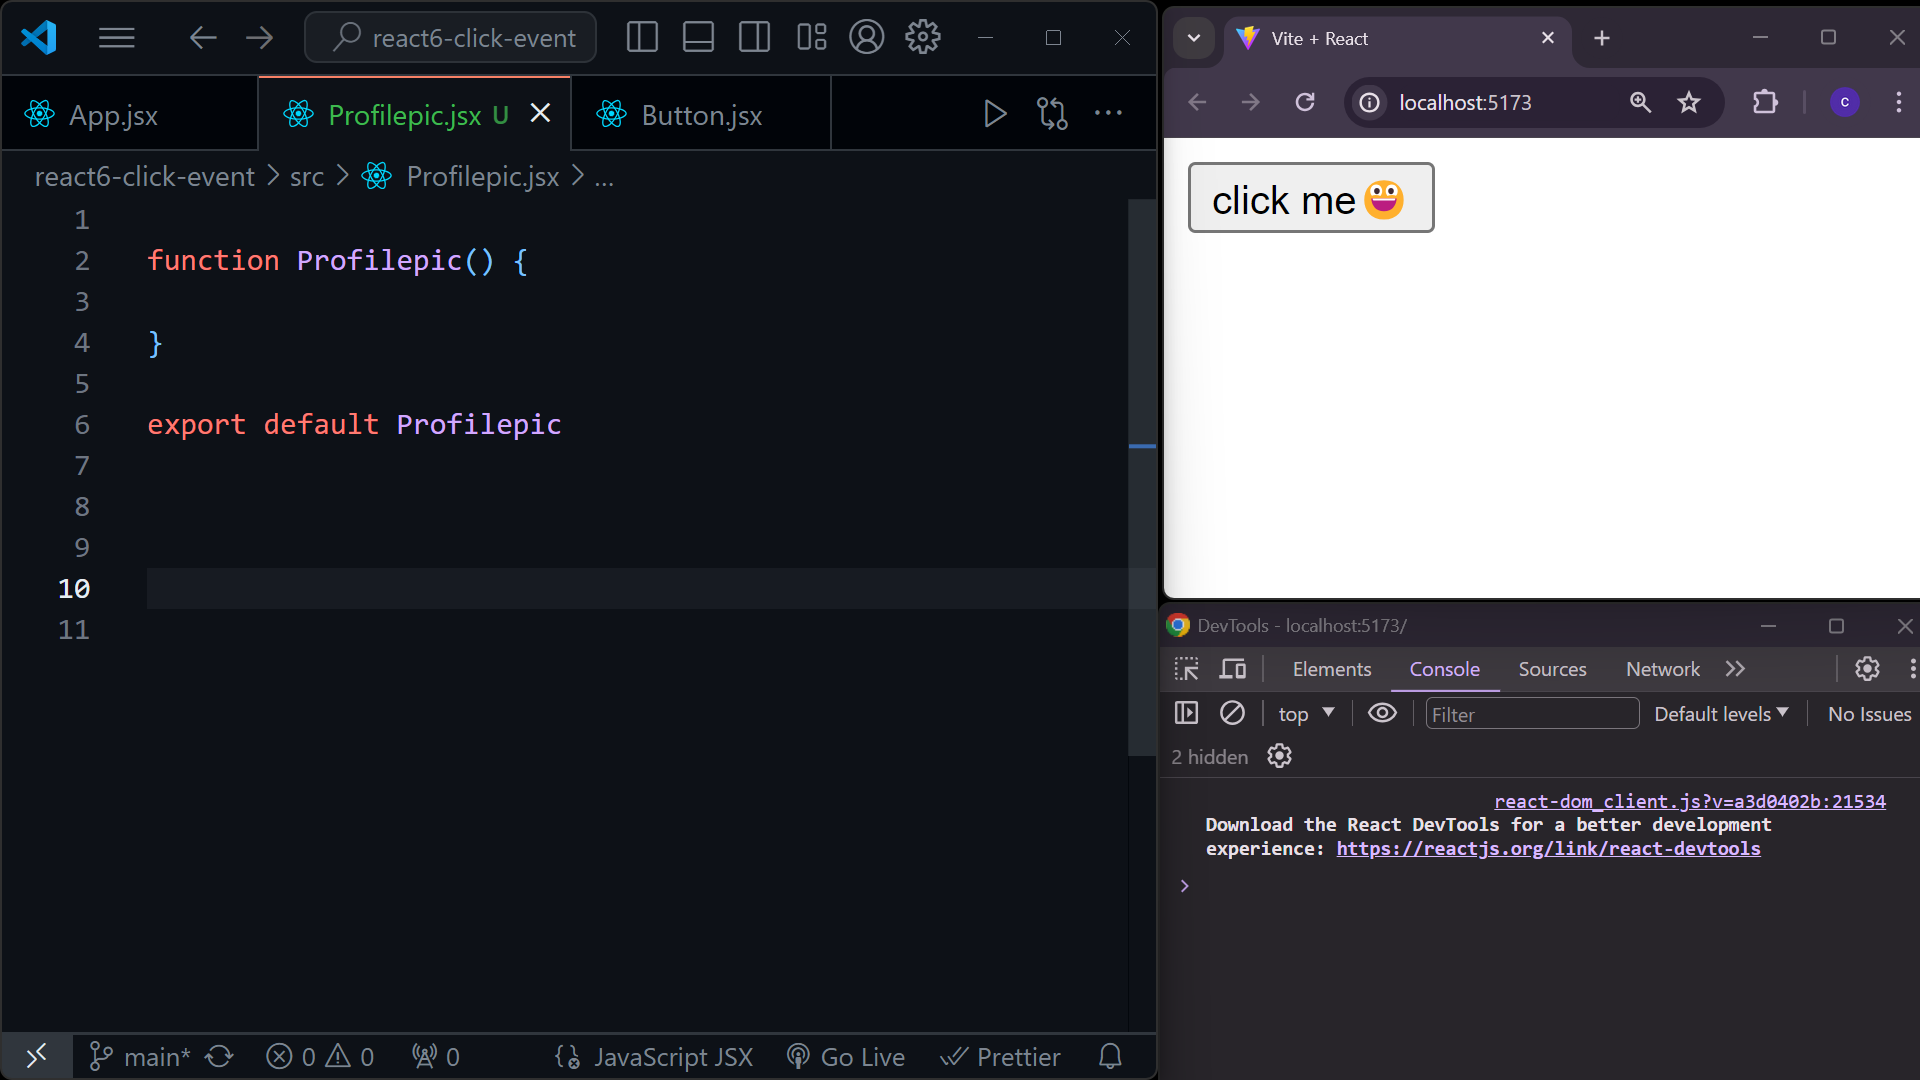 react6-click-event
App.jsx
Profilepic.jsx U
Button.jsx
react6-click-event > src > Profilepic.jsx > ...
1
2 function Profilepic() {
3
4 }
5
6 export default Profilepic
7
8
9
10
11
main* 0 0 0 JavaScript JSX Go Live Prettier
Vite + React
localhost:5173
c
click me😀
DevTools - localhost:5173/
Elements Console Sources Network
top Filter Default levels No Issues
2 hidden
react-dom_client.js?v=a3d0402b:21534
Download the React DevTools for a better development
experience: https://reactjs.org/link/react-devtools